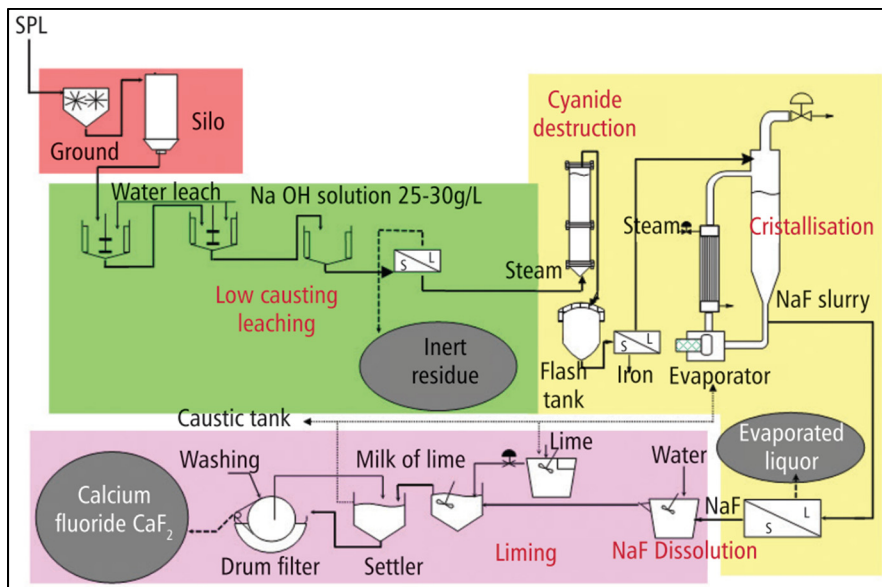 SPL
Ground
Silo
Water leach
Na OH solution 25-30g/L
Low causting
leaching
S
L
Inert
residue
Steam
Cyanide
destruction
Flash
tank
S
L
Iron
Steam
Cristallisation
NaF slurry
Evaporator
Evaporated
liquor
Caustic tank
Calcium
fluoride CaF₂
Washing
Drum filter
Milk of lime
Settler
Lime
Liming
Water
NaF Dissolution
NaF
S
L